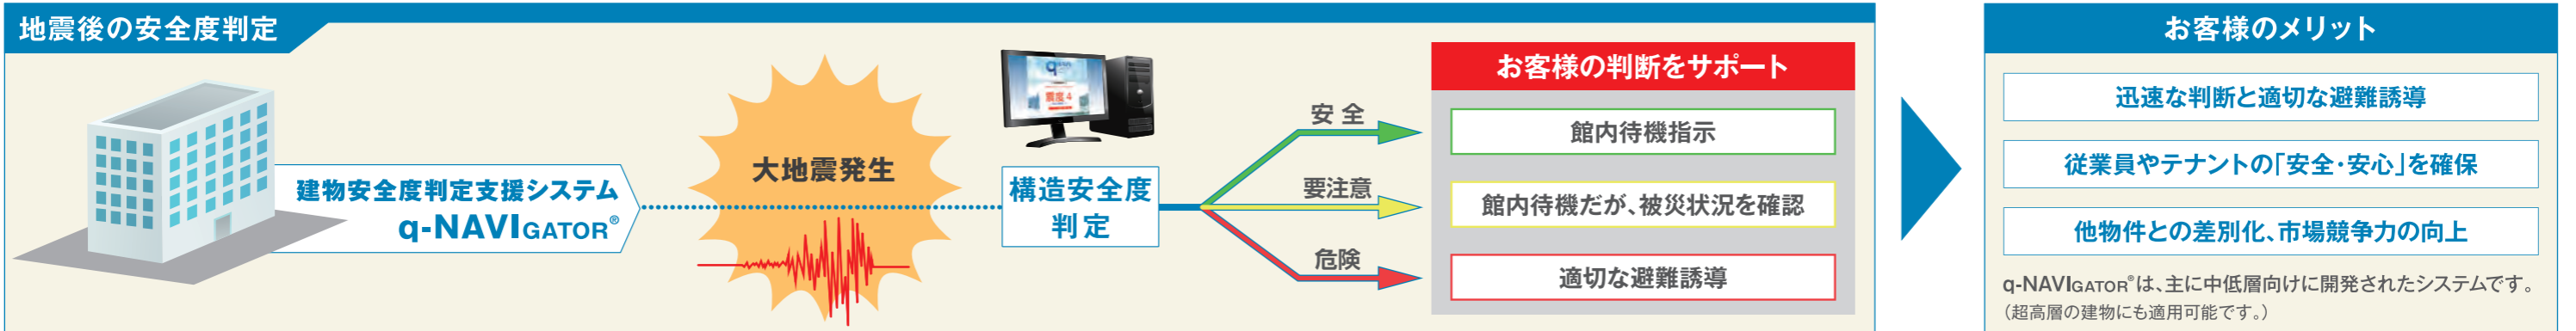 地震後の安全度判定
建物安全度判定支援システム
q-NAVIGATOR®
大地震発生
震度4
構造安全度
判定
安全
要注意
危険
お客様の判断をサポート
館内待機指示
館内待機だが、被災状況を確認
適切な避難誘導
お客様のメリット
迅速な判断と適切な避難誘導
従業員やテナントの「安全・安心」を確保
他物件との差別化、市場競争力の向上
q-NAVIGATOR®は、主に中低層向けに開発されたシステムです。
（超高層の建物にも適用可能です。）